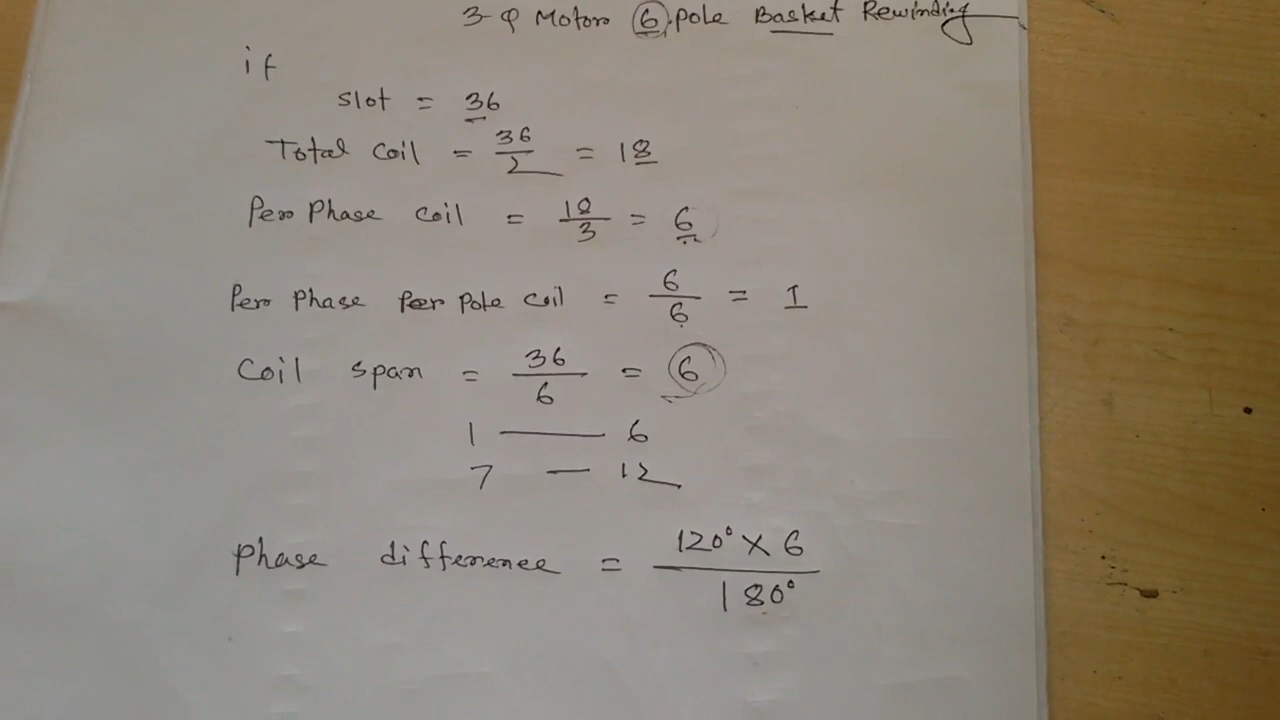 3-φ Motor 6 pole Basket Rewinding
if
slot = 36
Total coil = 36/2 = 18
Per Phase coil = 18/3 = 6
Per Phase Per Pole coil = 6/6 = 1
Coil span = 36/6 = 6
1 — 6
7 — 12
Phase difference = 120° X 6 / 180°